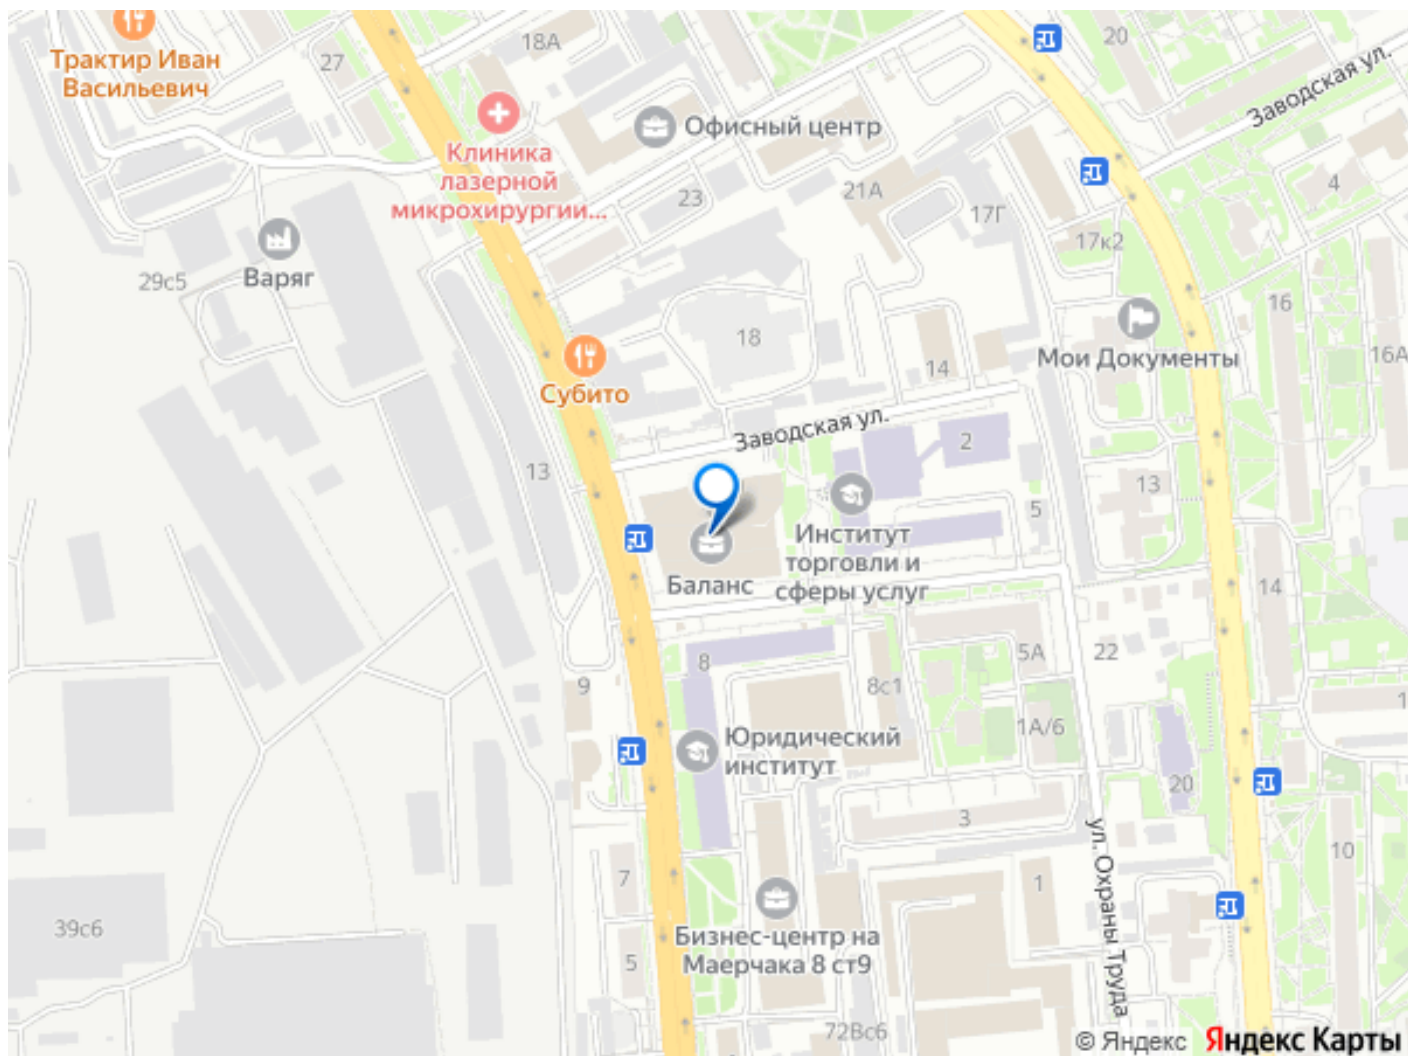 Трактир Иван
Васильевич
27
18А
20
Заводская ул.
Офисный центр
Клиника
лазерной
микрохирургии...
23
21А
17Г
4
17к2
Варяг
29с5
16
18
Мои Документы
16А
14
Субито
Заводская ул.
2
13
13
5
Институт
торговли и
сферы услуг
Баланс
14
8
5А
22
9
8с1
1А/6
Юридический
институт
20
3
1
7
10
1
ул. Охраны Труда
39с6
Бизнес-центр на
Маерчака 8 ст9
5
72Вс6
© Яндекс Яндекс Карты